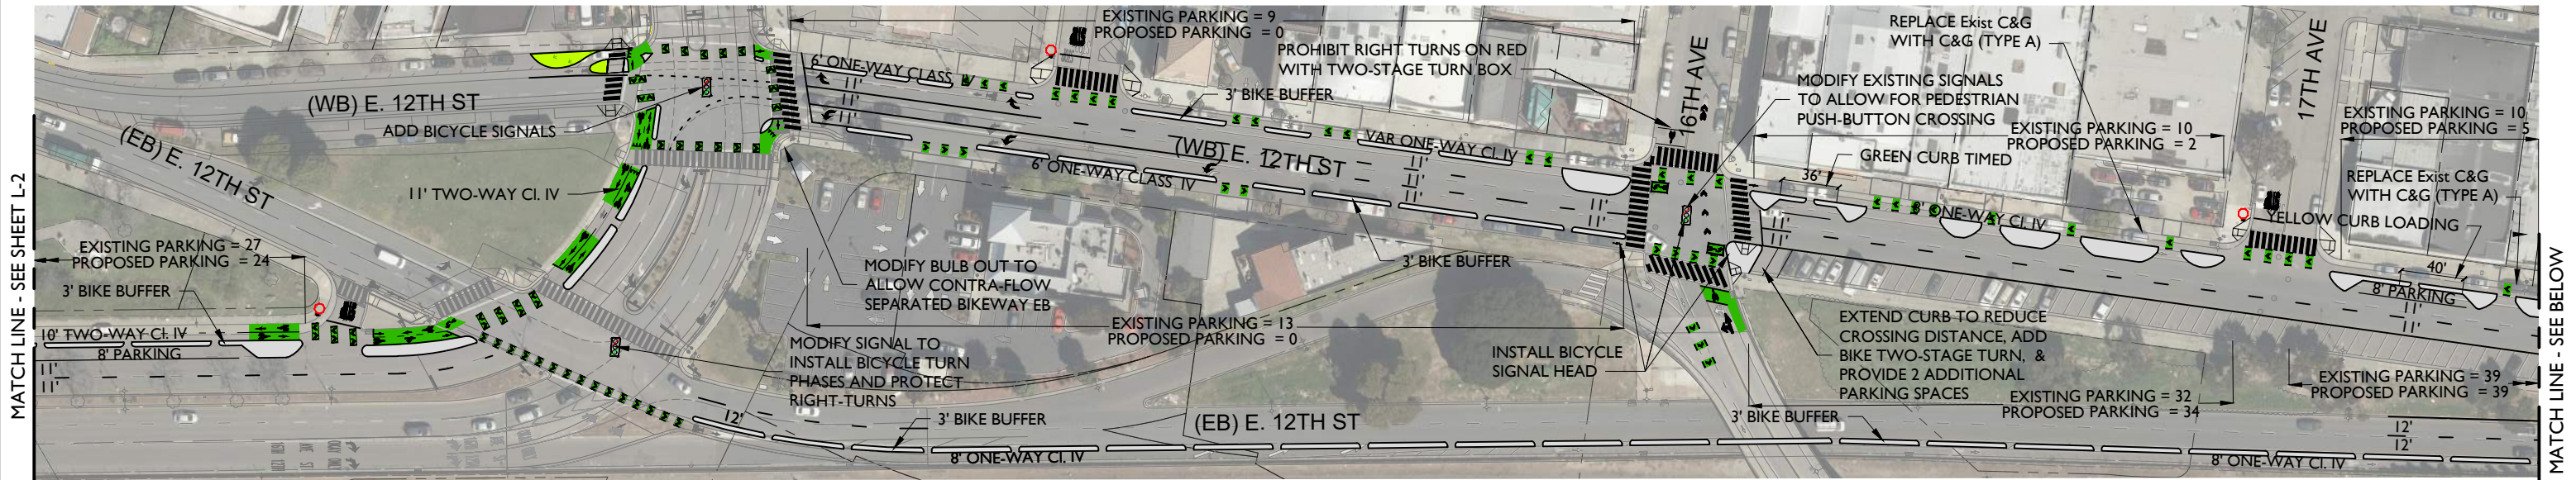 MATCH LINE - SEE SHEET L-2
(WB) E. 12TH ST
(EB) E. 12TH ST
ADD BICYCLE SIGNALS
11' TWO-WAY Cl. IV
EXISTING PARKING = 27
PROPOSED PARKING = 24
3' BIKE BUFFER
10' TWO-WAY Cl. IV
8' PARKING
11'
11'
EXISTING PARKING = 9
PROPOSED PARKING = 0
6' ONE-WAY CLASS IV
11'
11'
PROHIBIT RIGHT TURNS ON RED
WITH TWO-STAGE TURN BOX
3' BIKE BUFFER
VAR ONE-WAY Cl. IV
(WB) E. 12TH ST
11'
11'
6' ONE-WAY CLASS IV
3' BIKE BUFFER
11'
11'
MODIFY BULB OUT TO
ALLOW CONTRA-FLOW
SEPARATED BIKEWAY EB
EXISTING PARKING = 13
PROPOSED PARKING = 0
MODIFY SIGNAL TO
INSTALL BICYCLE TURN
PHASES AND PROTECT
RIGHT-TURNS
12'
3' BIKE BUFFER
8' ONE-WAY Cl. IV
(EB) E. 12TH ST
INSTALL BICYCLE
SIGNAL HEAD
16TH AVE
REPLACE Exist C&G
WITH C&G (TYPE A)
MODIFY EXISTING SIGNALS
TO ALLOW FOR PEDESTRIAN
PUSH-BUTTON CROSSING
EXISTING PARKING = 10
PROPOSED PARKING = 2
GREEN CURB TIMED
36'
8' ONE-WAY Cl. IV
11'
11'
17TH AVE
EXISTING PARKING = 10
PROPOSED PARKING = 5
REPLACE Exist C&G
WITH C&G (TYPE A)
YELLOW CURB LOADING
40'
8' PARKING
11'
11'
EXTEND CURB TO REDUCE
CROSSING DISTANCE, ADD
BIKE TWO-STAGE TURN, &
PROVIDE 2 ADDITIONAL
PARKING SPACES
EXISTING PARKING = 32
PROPOSED PARKING = 34
EXISTING PARKING = 39
PROPOSED PARKING = 39
3' BIKE BUFFER
12'
12'
8' ONE-WAY Cl. IV
MATCH LINE - SEE BELOW